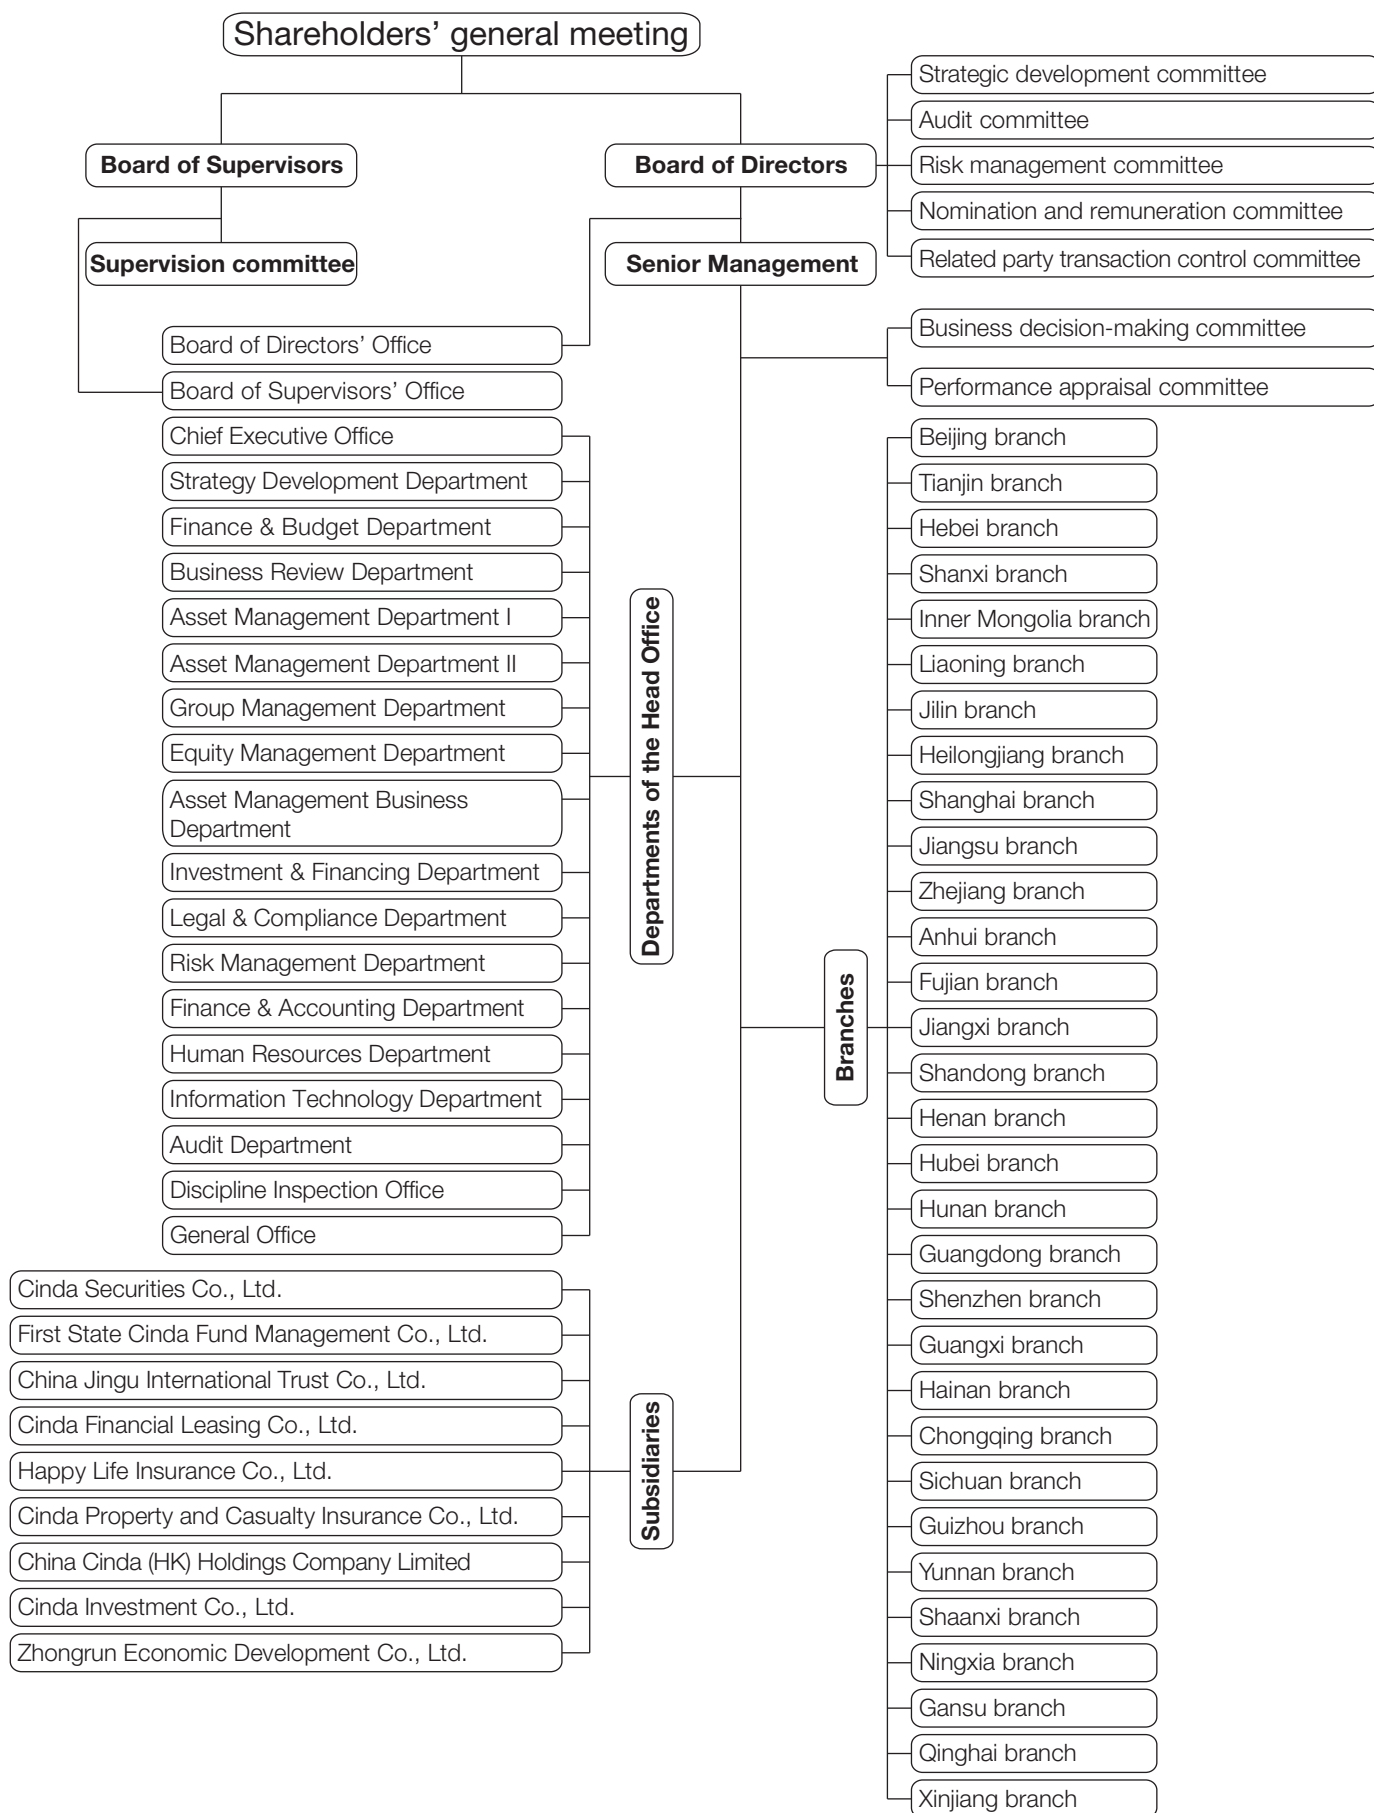 Shareholders’ general meeting
Board of Supervisors
Supervision committee
Board of Directors
Senior Management
Strategic development committee
Audit committee
Risk management committee
Nomination and remuneration committee
Related party transaction control committee
Business decision-making committee
Performance appraisal committee
Board of Directors’ Office
Board of Supervisors’ Office
Chief Executive Office
Strategy Development Department
Finance & Budget Department
Business Review Department
Asset Management Department I
Asset Management Department II
Group Management Department
Equity Management Department
Asset Management Business
Department
Investment & Financing Department
Legal & Compliance Department
Risk Management Department
Finance & Accounting Department
Human Resources Department
Information Technology Department
Audit Department
Discipline Inspection Office
General Office
Departments of the Head Office
Cinda Securities Co., Ltd.
First State Cinda Fund Management Co., Ltd.
China Jingu International Trust Co., Ltd.
Cinda Financial Leasing Co., Ltd.
Happy Life Insurance Co., Ltd.
Cinda Property and Casualty Insurance Co., Ltd.
China Cinda (HK) Holdings Company Limited
Cinda Investment Co., Ltd.
Zhongrun Economic Development Co., Ltd.
Subsidiaries
Branches
Beijing branch
Tianjin branch
Hebei branch
Shanxi branch
Inner Mongolia branch
Liaoning branch
Jilin branch
Heilongjiang branch
Shanghai branch
Jiangsu branch
Zhejiang branch
Anhui branch
Fujian branch
Jiangxi branch
Shandong branch
Henan branch
Hubei branch
Hunan branch
Guangdong branch
Shenzhen branch
Guangxi branch
Hainan branch
Chongqing branch
Sichuan branch
Guizhou branch
Yunnan branch
Shaanxi branch
Ningxia branch
Gansu branch
Qinghai branch
Xinjiang branch